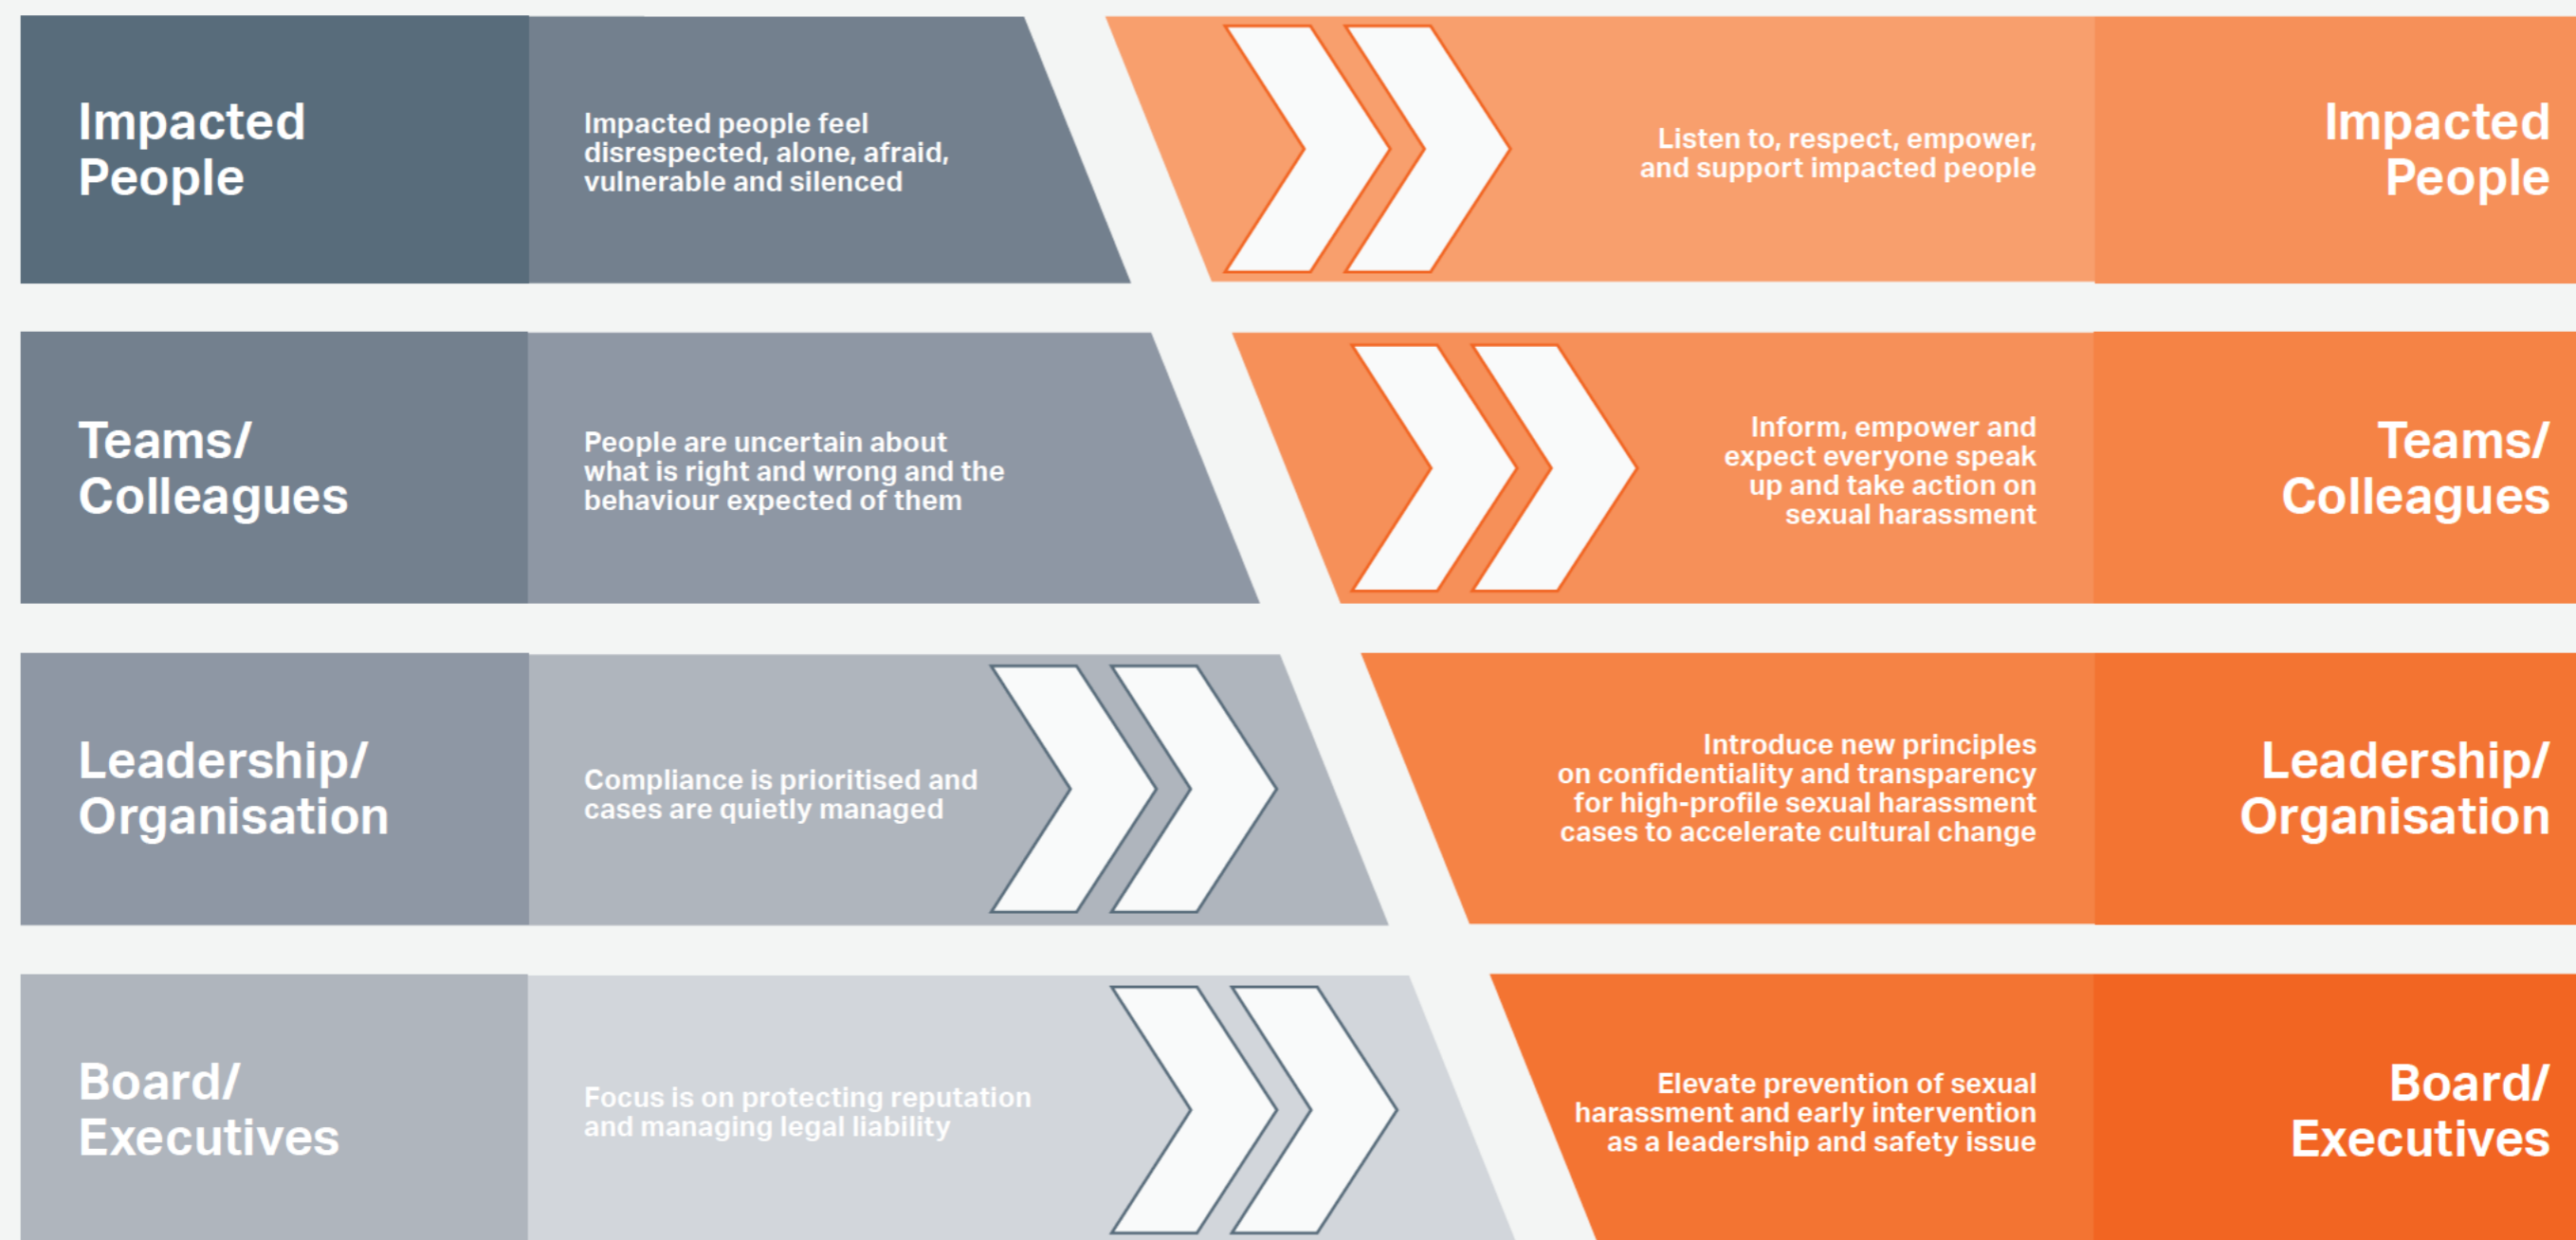 Impacted
People
Impacted people feel
disrespected, alone, afraid,
vulnerable and silenced
Listen to, respect, empower,
and support impacted people
Impacted
People
Teams/
Colleagues
People are uncertain about
what is right and wrong and the
behaviour expected of them
Inform, empower and
expect everyone speak
up and take action on
sexual harassment
Teams/
Colleagues
Leadership/
Organisation
Compliance is prioritised and
cases are quietly managed
Introduce new principles
on confidentiality and transparency
for high-profile sexual harassment
cases to accelerate cultural change
Leadership/
Organisation
Board/
Executives
Focus is on protecting reputation
and managing legal liability
Elevate prevention of sexual
harassment and early intervention
as a leadership and safety issue
Board/
Executives